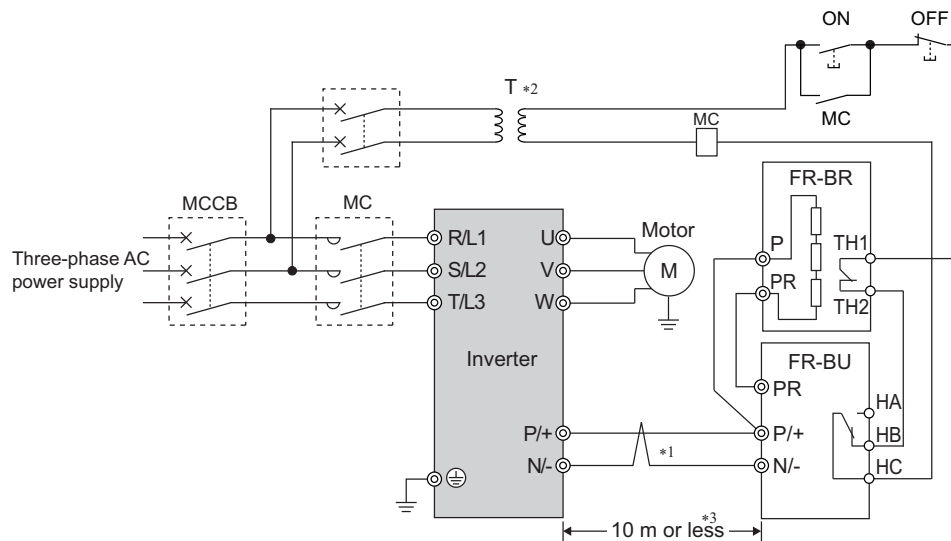 ON
OFF
T *2
MC
MC
FR-BR
MCCB
MC
Three-phase AC
power supply
R/L1
S/L2
T/L3
U
V
W
Motor
M
P
PR
TH1
TH2
Inverter
FR-BU
PR
HA
P/+
P/+
HB
N/-
*1
N/-
HC
10 m or less *3